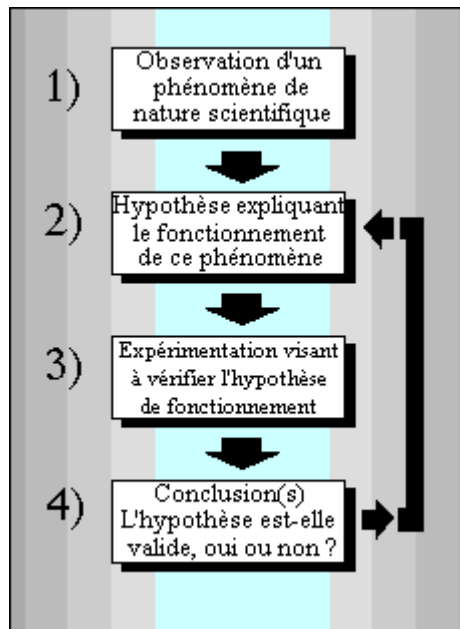 1)
Observation d'un
phénomène de
nature scientifique
2)
Hypothèse expliquant
le fonctionnement
de ce phénomène
3)
Expérimentation visant
à vérifier l'hypothèse
de fonctionnement
4)
Conclusion(s)
L'hypothèse est-elle
valide, oui ou non ?